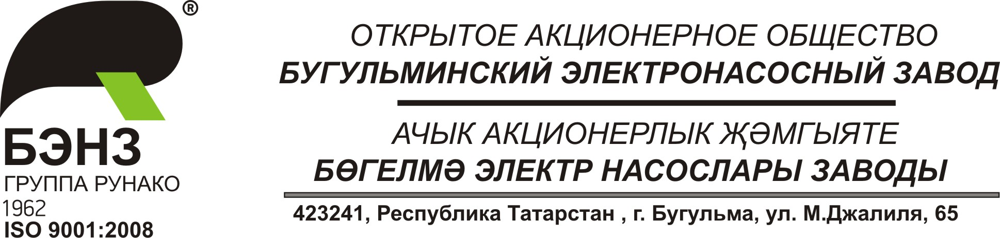 ®
БЭНЗ
ГРУППА РУНАКО
1962
ISO 9001:2008
ОТКРЫТОЕ АКЦИОНЕРНОЕ ОБЩЕСТВО
БУГУЛЬМИНСКИЙ ЭЛЕКТРОНАСОСНЫЙ ЗАВОД
АЧЫК АКЦИОНЕРЛЫК ҖӘМГЫЯТЕ
БӨГЕЛМӘ ЭЛЕКТР НАСОСЛАРЫ ЗАВОДЫ
423241, Республика Татарстан , г. Бугульма, ул. М.Джалиля, 65